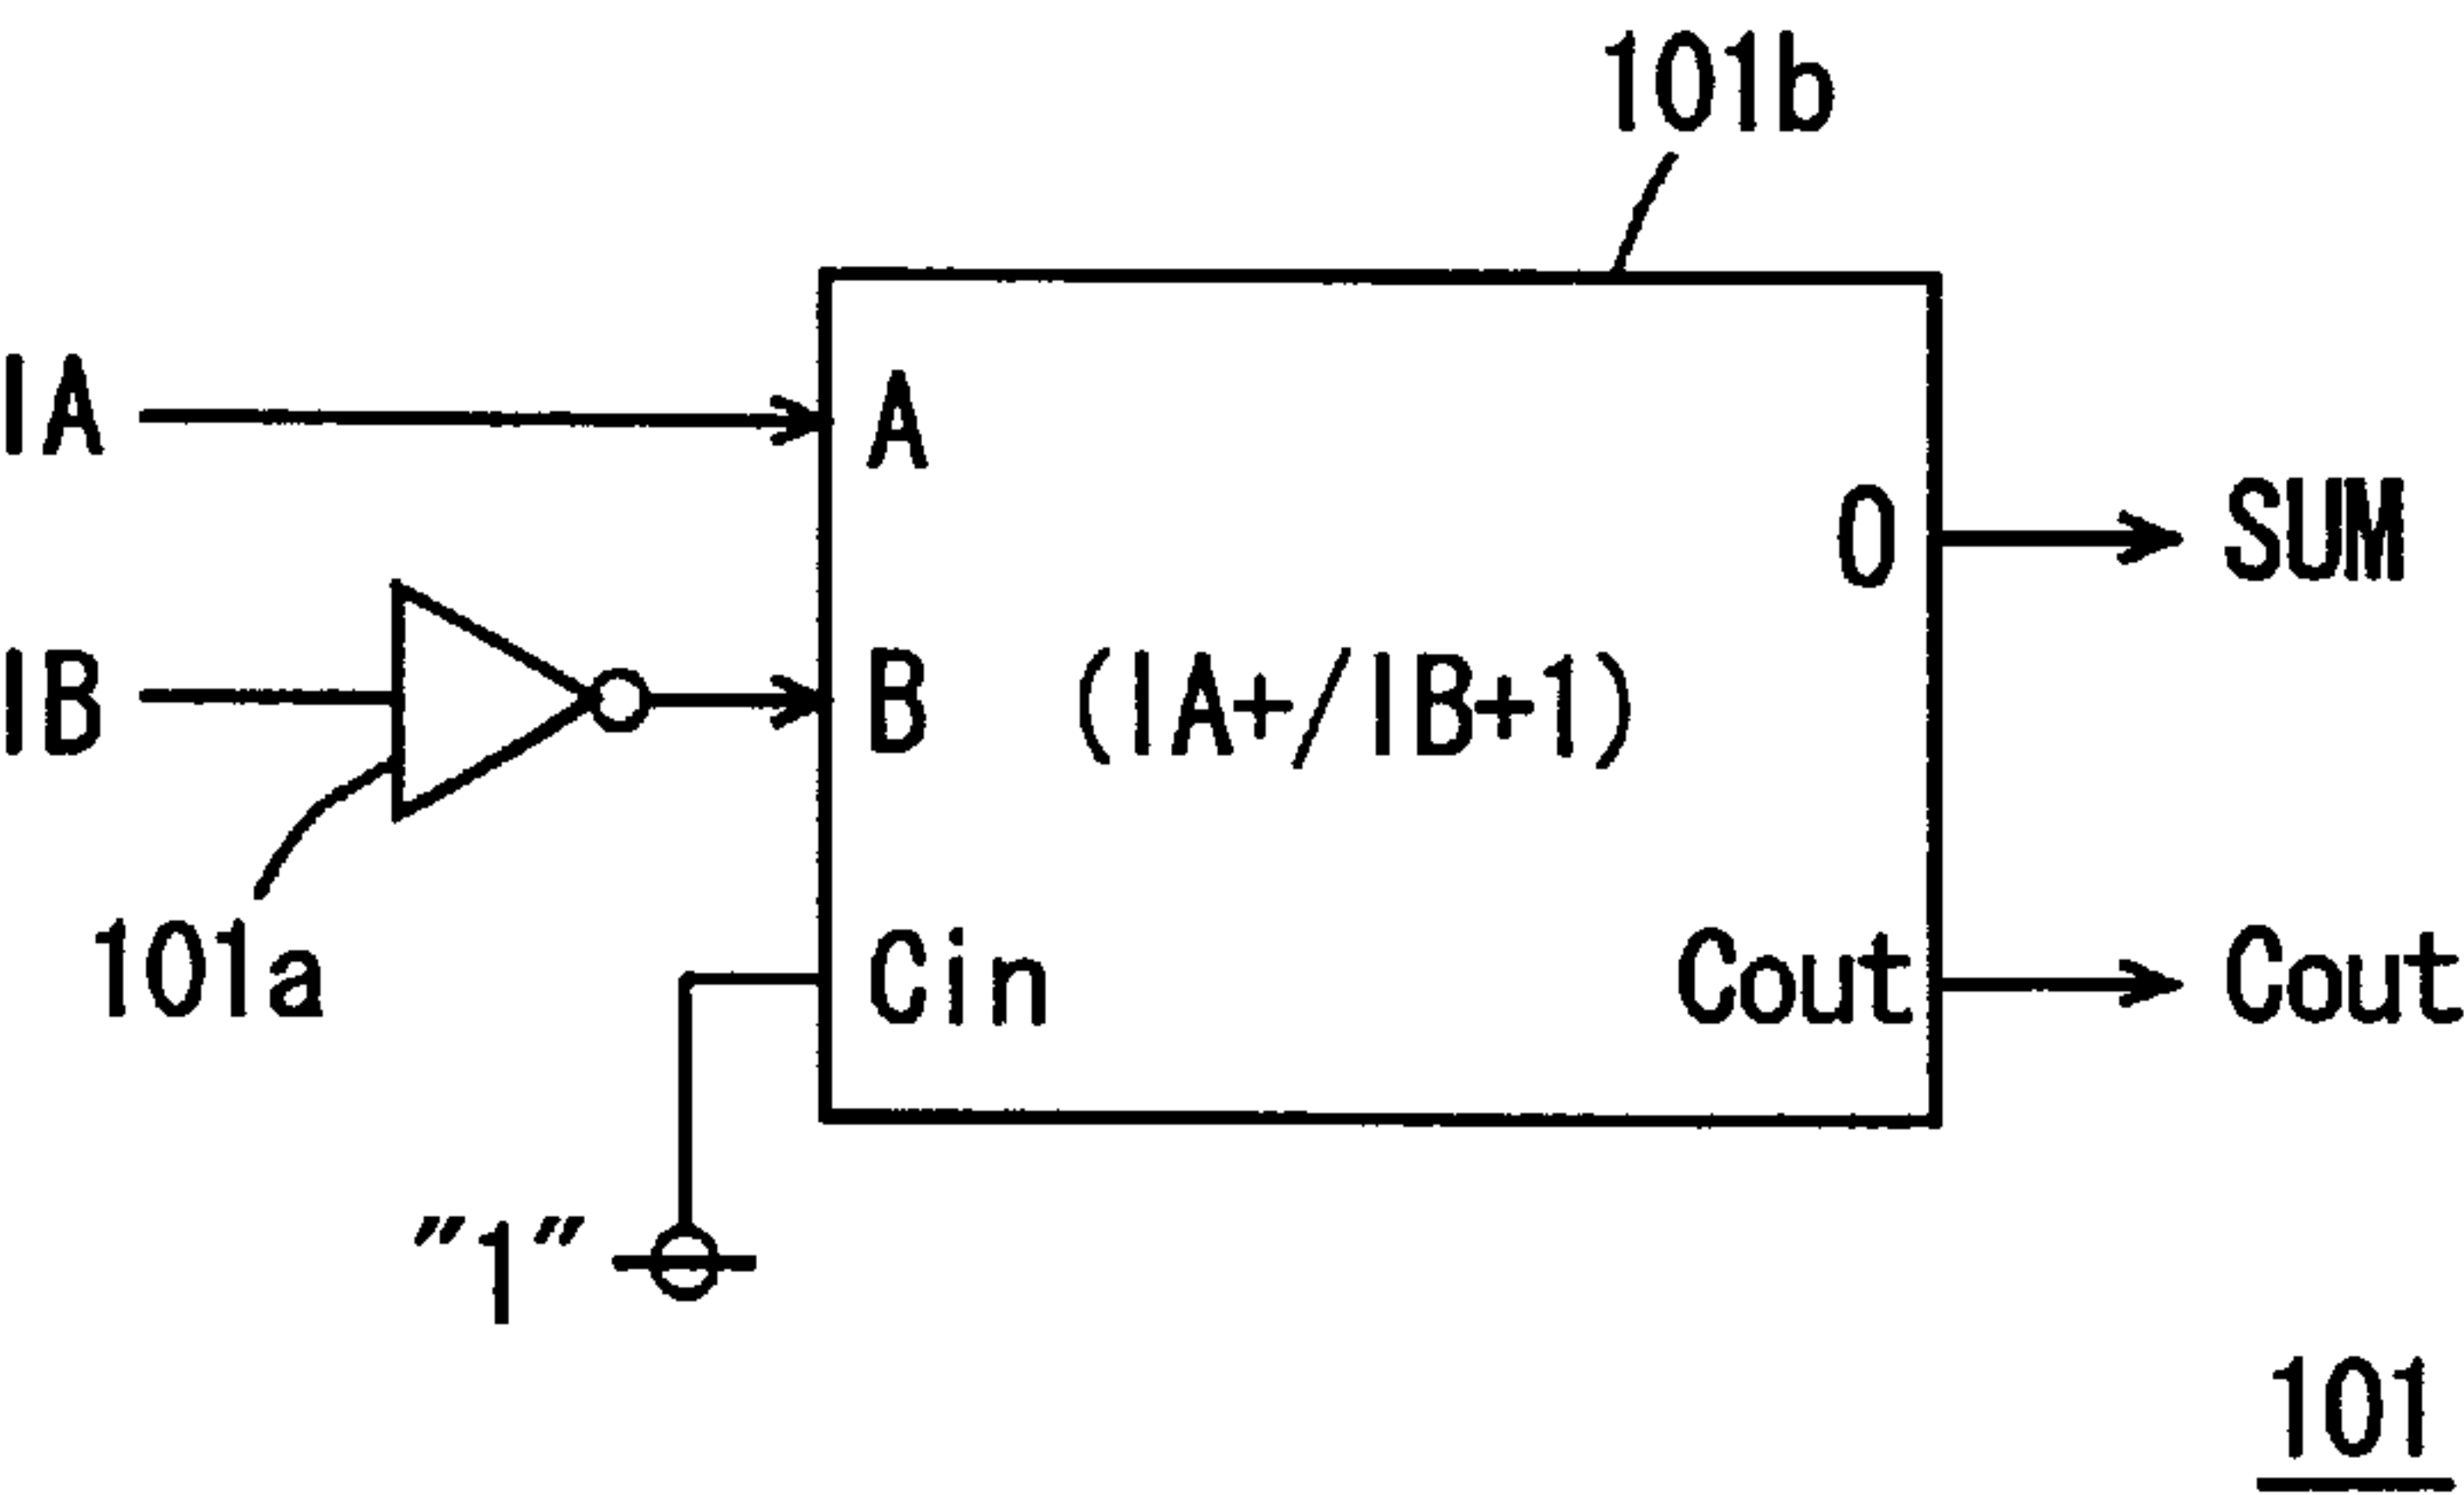 101b
IA
A
O
SUM
IB
B
(IA+/IB+1)
101a
Cin
Cout
Cout
"1"
101